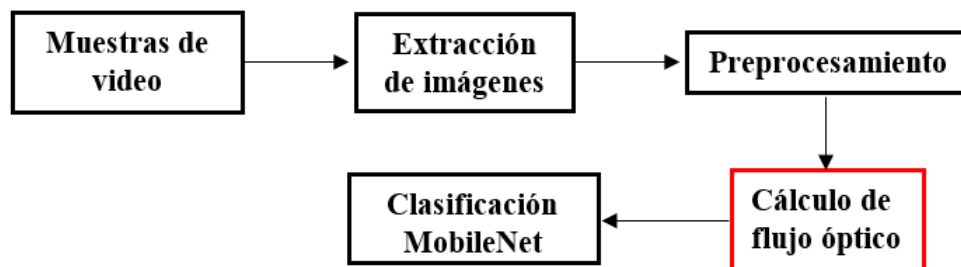 Muestras de
video
Extracción
de imágenes
Preprocesamiento
Cálculo de
flujo óptico
Clasificación
MobileNet